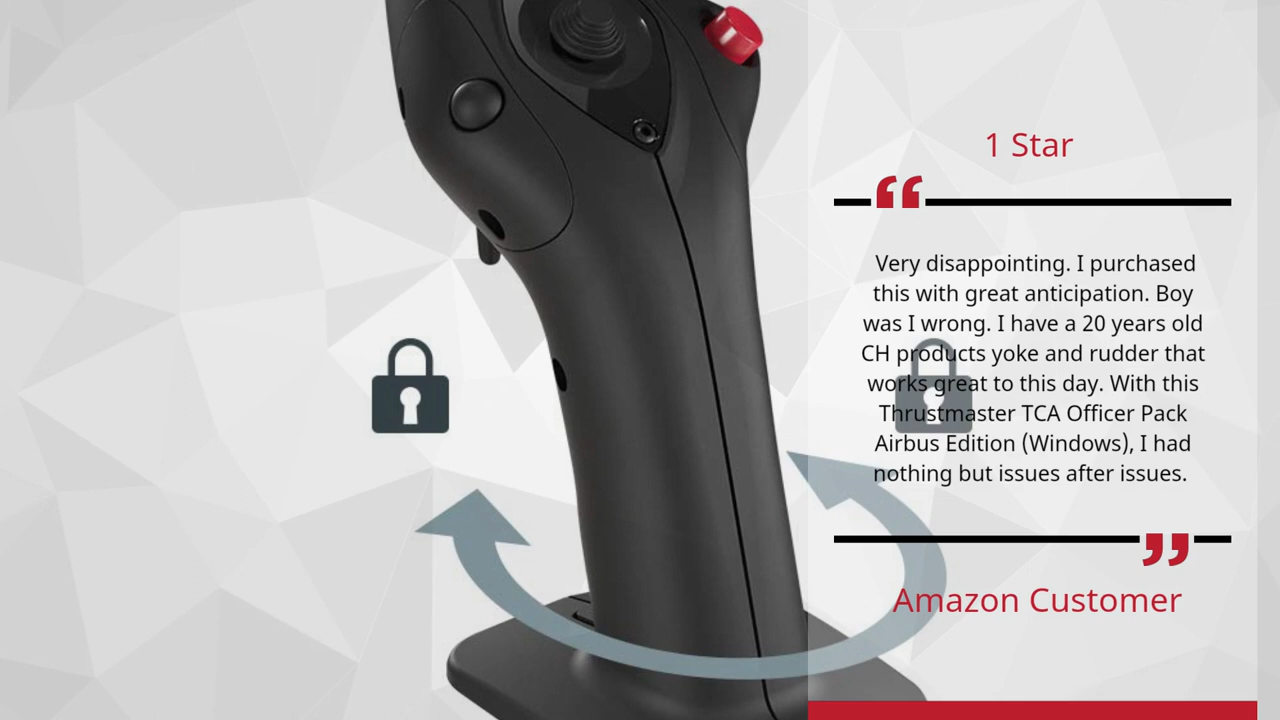 1 Star
“
Very disappointing. I purchased
this with great anticipation. Boy
was I wrong. I have a 20 years old
CH products yoke and rudder that
works great to this day. With this
Thrustmaster TCA Officer Pack
Airbus Edition (Windows), I had
nothing but issues after issues.
”
Amazon Customer